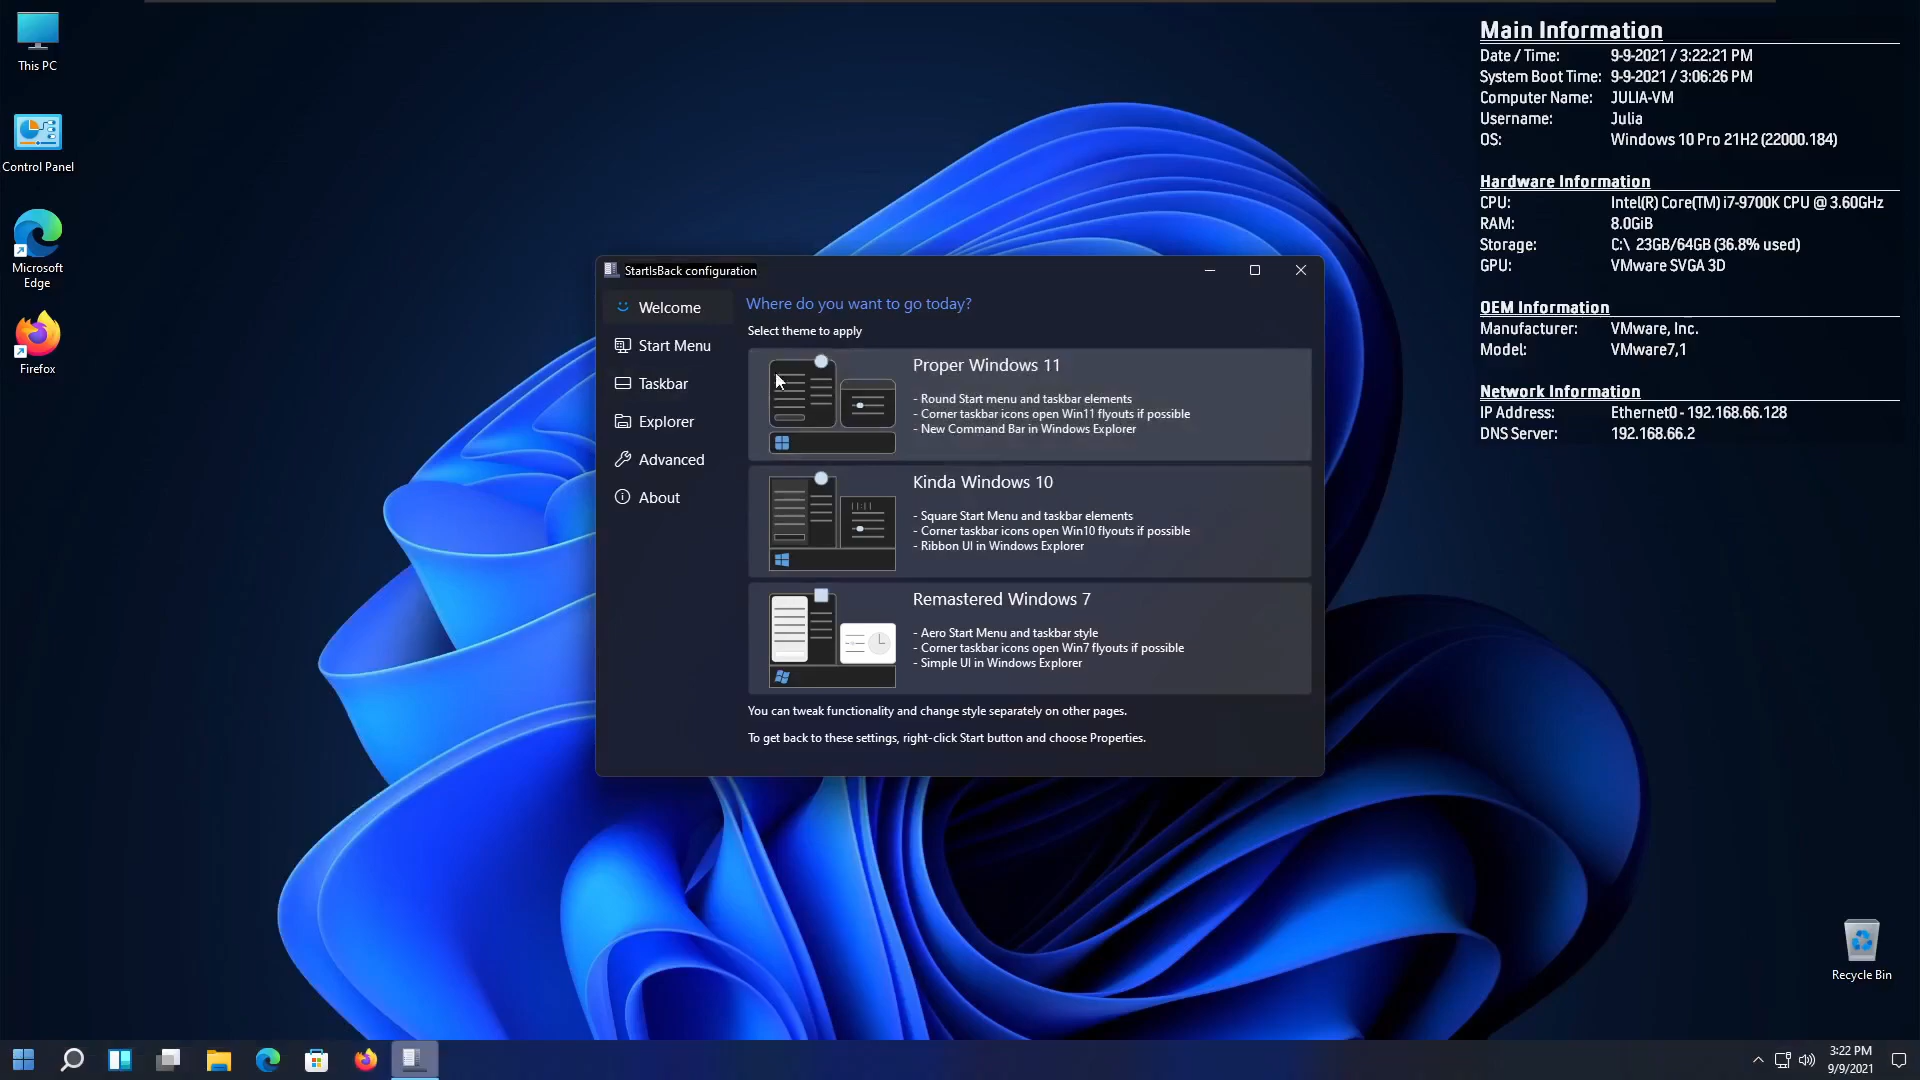 This PC
Control Panel
Microsoft
Edge
Firefox
Main Information
Date / Time: 9-9-2021 / 3:22:21 PM
System Boot Time: 9-9-2021 / 3:06:26 PM
Computer Name: JULIA-VM
Username: Julia
OS: Windows 10 Pro 21H2 (22000.184)
Hardware Information
CPU: Intel(R) Core(TM) i7-9700K CPU @ 3.60GHz
RAM: 8.0GiB
Storage: C:\ 23GB/64GB (36.8% used)
GPU: VMware SVGA 3D
OEM Information
Manufacturer: VMware, Inc.
Model: VMware7,1
Network Information
IP Address: Ethernet0 - 192.168.66.128
DNS Server: 192.168.66.2
StartIsBack configuration
Welcome
Start Menu
Taskbar
Explorer
Advanced
About
Where do you want to go today?
Select theme to apply
Proper Windows 11
- Round Start menu and taskbar elements
- Corner taskbar icons open Win11 flyouts if possible
- New Command Bar in Windows Explorer
Kinda Windows 10
- Square Start Menu and taskbar elements
- Corner taskbar icons open Win10 flyouts if possible
- Ribbon UI in Windows Explorer
Remastered Windows 7
- Aero Start Menu and taskbar style
- Corner taskbar icons open Win7 flyouts if possible
- Simple UI in Windows Explorer
You can tweak functionality and change style separately on other pages.
To get back to these settings, right-click Start button and choose Properties.
Recycle Bin
3:22 PM
9/9/2021